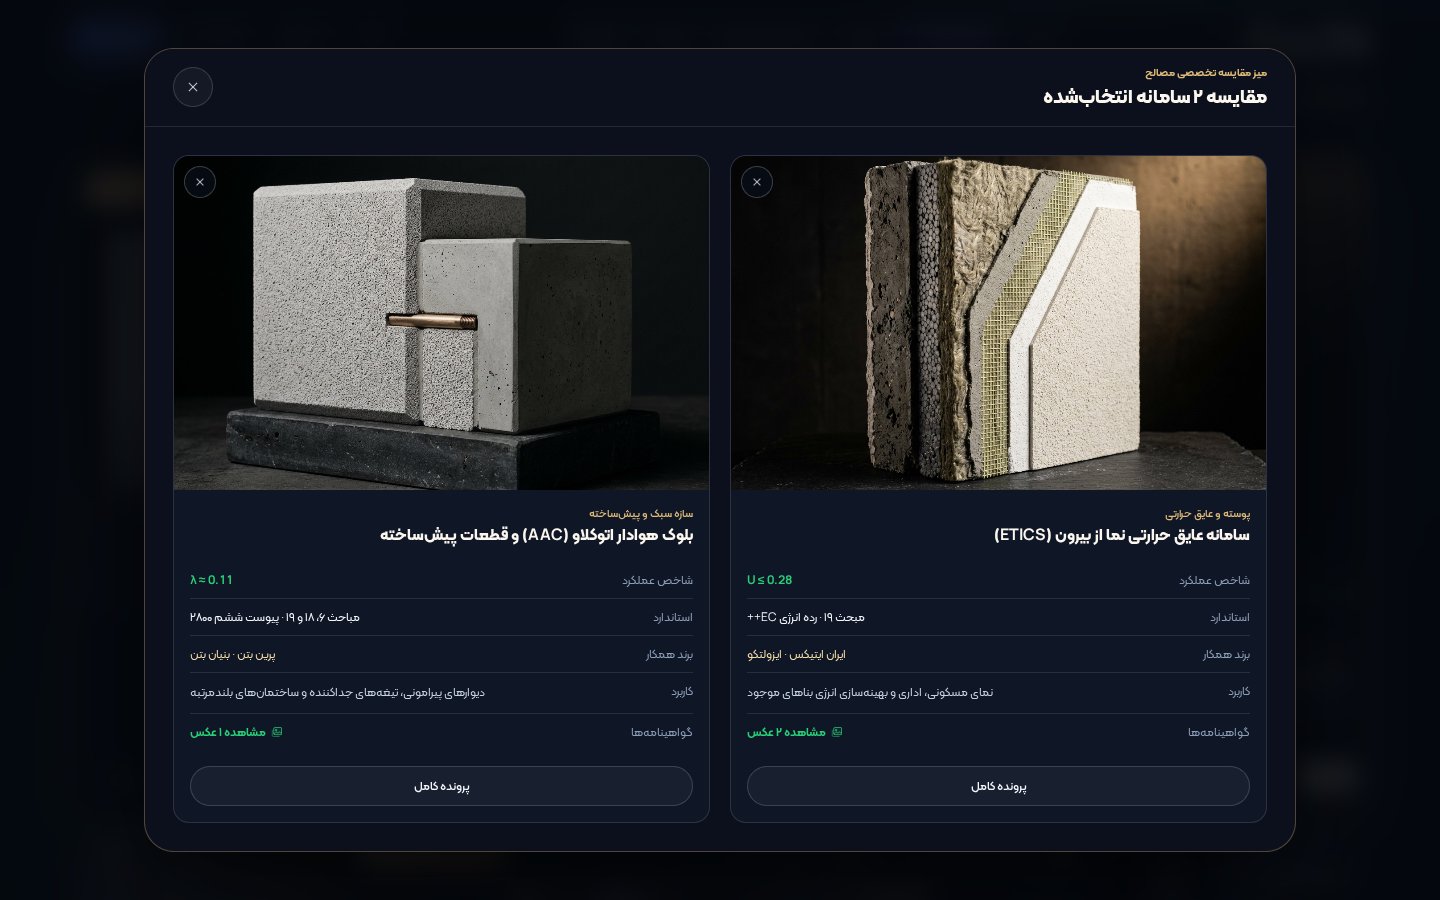 میز مقایسه تخصصی مصالح
مقایسه ۲ سامانه انتخاب‌شده
پوسته و عایق حرارتی
سامانه عایق حرارتی نما از بیرون (ETICS)
شاخص عملکرد U ≤ 0.28
استاندارد مبحث ۱۹ · رده انرژی EC++
برند همکار ایران ایتیکس · ایزولتکو
کاربرد نمای مسکونی، اداری و بهینه‌سازی انرژی بناهای موجود
گواهینامه‌ها مشاهده ۲ عکس
پرونده کامل
سازه سبک و پیش‌ساخته
بلوک هوادار اتوکلاو (AAC) و قطعات پیش‌ساخته
شاخص عملکرد λ ≈ 0.11
استاندارد مباحث ۶، ۱۸ و ۱۹ · پیوست ششم ۲۸۰۰
برند همکار پرین بتن · بنیان بتن
کاربرد دیوارهای پیرامونی، تیغه‌های جداکننده و ساختمان‌های بلندمرتبه
گواهینامه‌ها مشاهده ۱ عکس
پرونده کامل